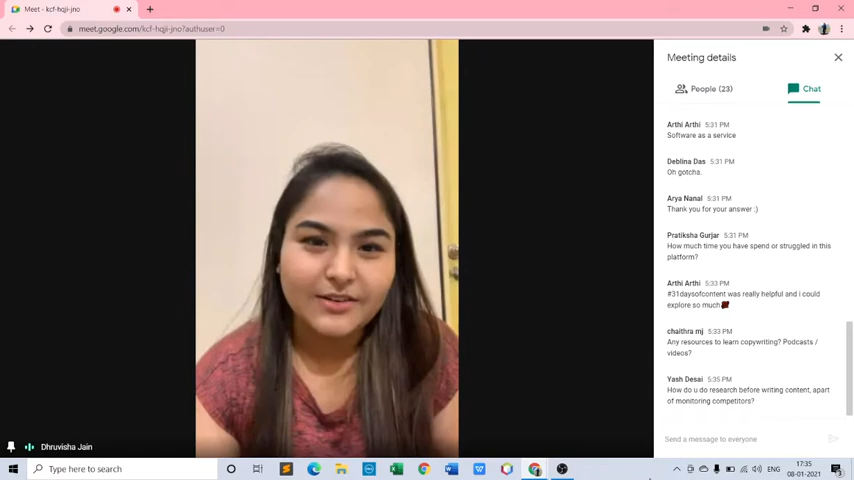 Meet - kcf-hqji-jno
meet.google.com/kcf-hqji-jno?authuser=0
Meeting details
People (23)
Chat
Arthi Arthi 5:31 PM
Software as a service
Deblina Das 5:31 PM
Oh gotcha.
Arya Nanal 5:31 PM
Thank you for your answer :)
Pratiksha Gurjar 5:31 PM
How much time you have spend or struggled in this
platform?
Arthi Arthi 5:33 PM
#31daysofcontent was really helpful and i could
explore so much
chaithra mj 5:33 PM
Any resources to learn copywriting? Podcasts /
videos?
Yash Desai 5:35 PM
How do u do research before writing content, apart
of monitoring competitors?
Send a message to everyone
Dhruvisha Jain
Type here to search
ENG
17:35
08-01-2021